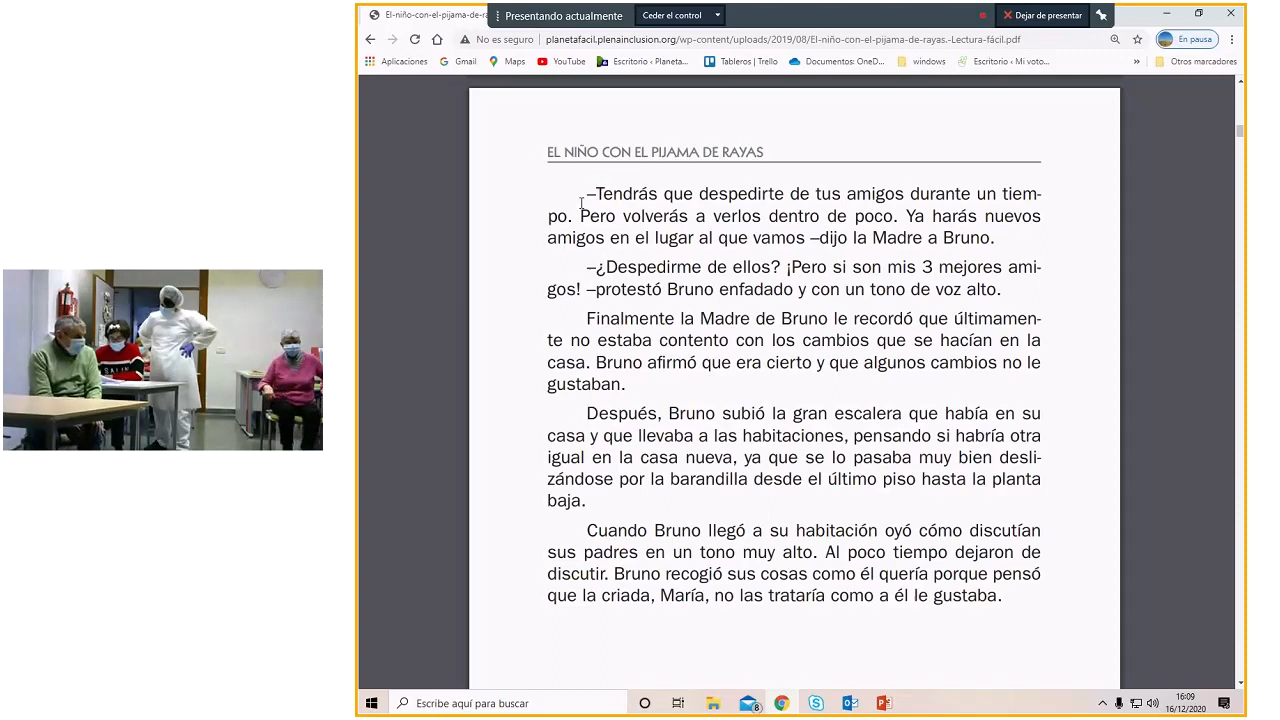 El-niño-con-el-pijama-de-ra
Presentando actualmente
Ceder el control
Dejar de presentar
No es seguro
planetafacil.plenainclusion.org/wp-content/uploads/2019/08/El-niño-con-el-pijama-de-rayas.-Lectura-fácil.pdf
En pausa
Aplicaciones
Gmail
Maps
YouTube
Escritorio ‹ Planeta...
Tableros | Trello
Documentos: OneD...
windows
Escritorio ‹ Mi voto...
»
Otros marcadores
EL NIÑO CON EL PIJAMA DE RAYAS
–Tendrás que despedirte de tus amigos durante un tiem-
po. Pero volverás a verlos dentro de poco. Ya harás nuevos
amigos en el lugar al que vamos –dijo la Madre a Bruno.
–¿Despedirme de ellos? ¡Pero si son mis 3 mejores ami-
gos! –protestó Bruno enfadado y con un tono de voz alto.
Finalmente la Madre de Bruno le recordó que últimamen-
te no estaba contento con los cambios que se hacían en la
casa. Bruno afirmó que era cierto y que algunos cambios no le
gustaban.
Después, Bruno subió la gran escalera que había en su
casa y que llevaba a las habitaciones, pensando si habría otra
igual en la casa nueva, ya que se lo pasaba muy bien desli-
zándose por la barandilla desde el último piso hasta la planta
baja.
Cuando Bruno llegó a su habitación oyó cómo discutían
sus padres en un tono muy alto. Al poco tiempo dejaron de
discutir. Bruno recogió sus cosas como él quería porque pensó
que la criada, María, no las trataría como a él le gustaba.
Escribe aquí para buscar
8
16:09
16/12/2020